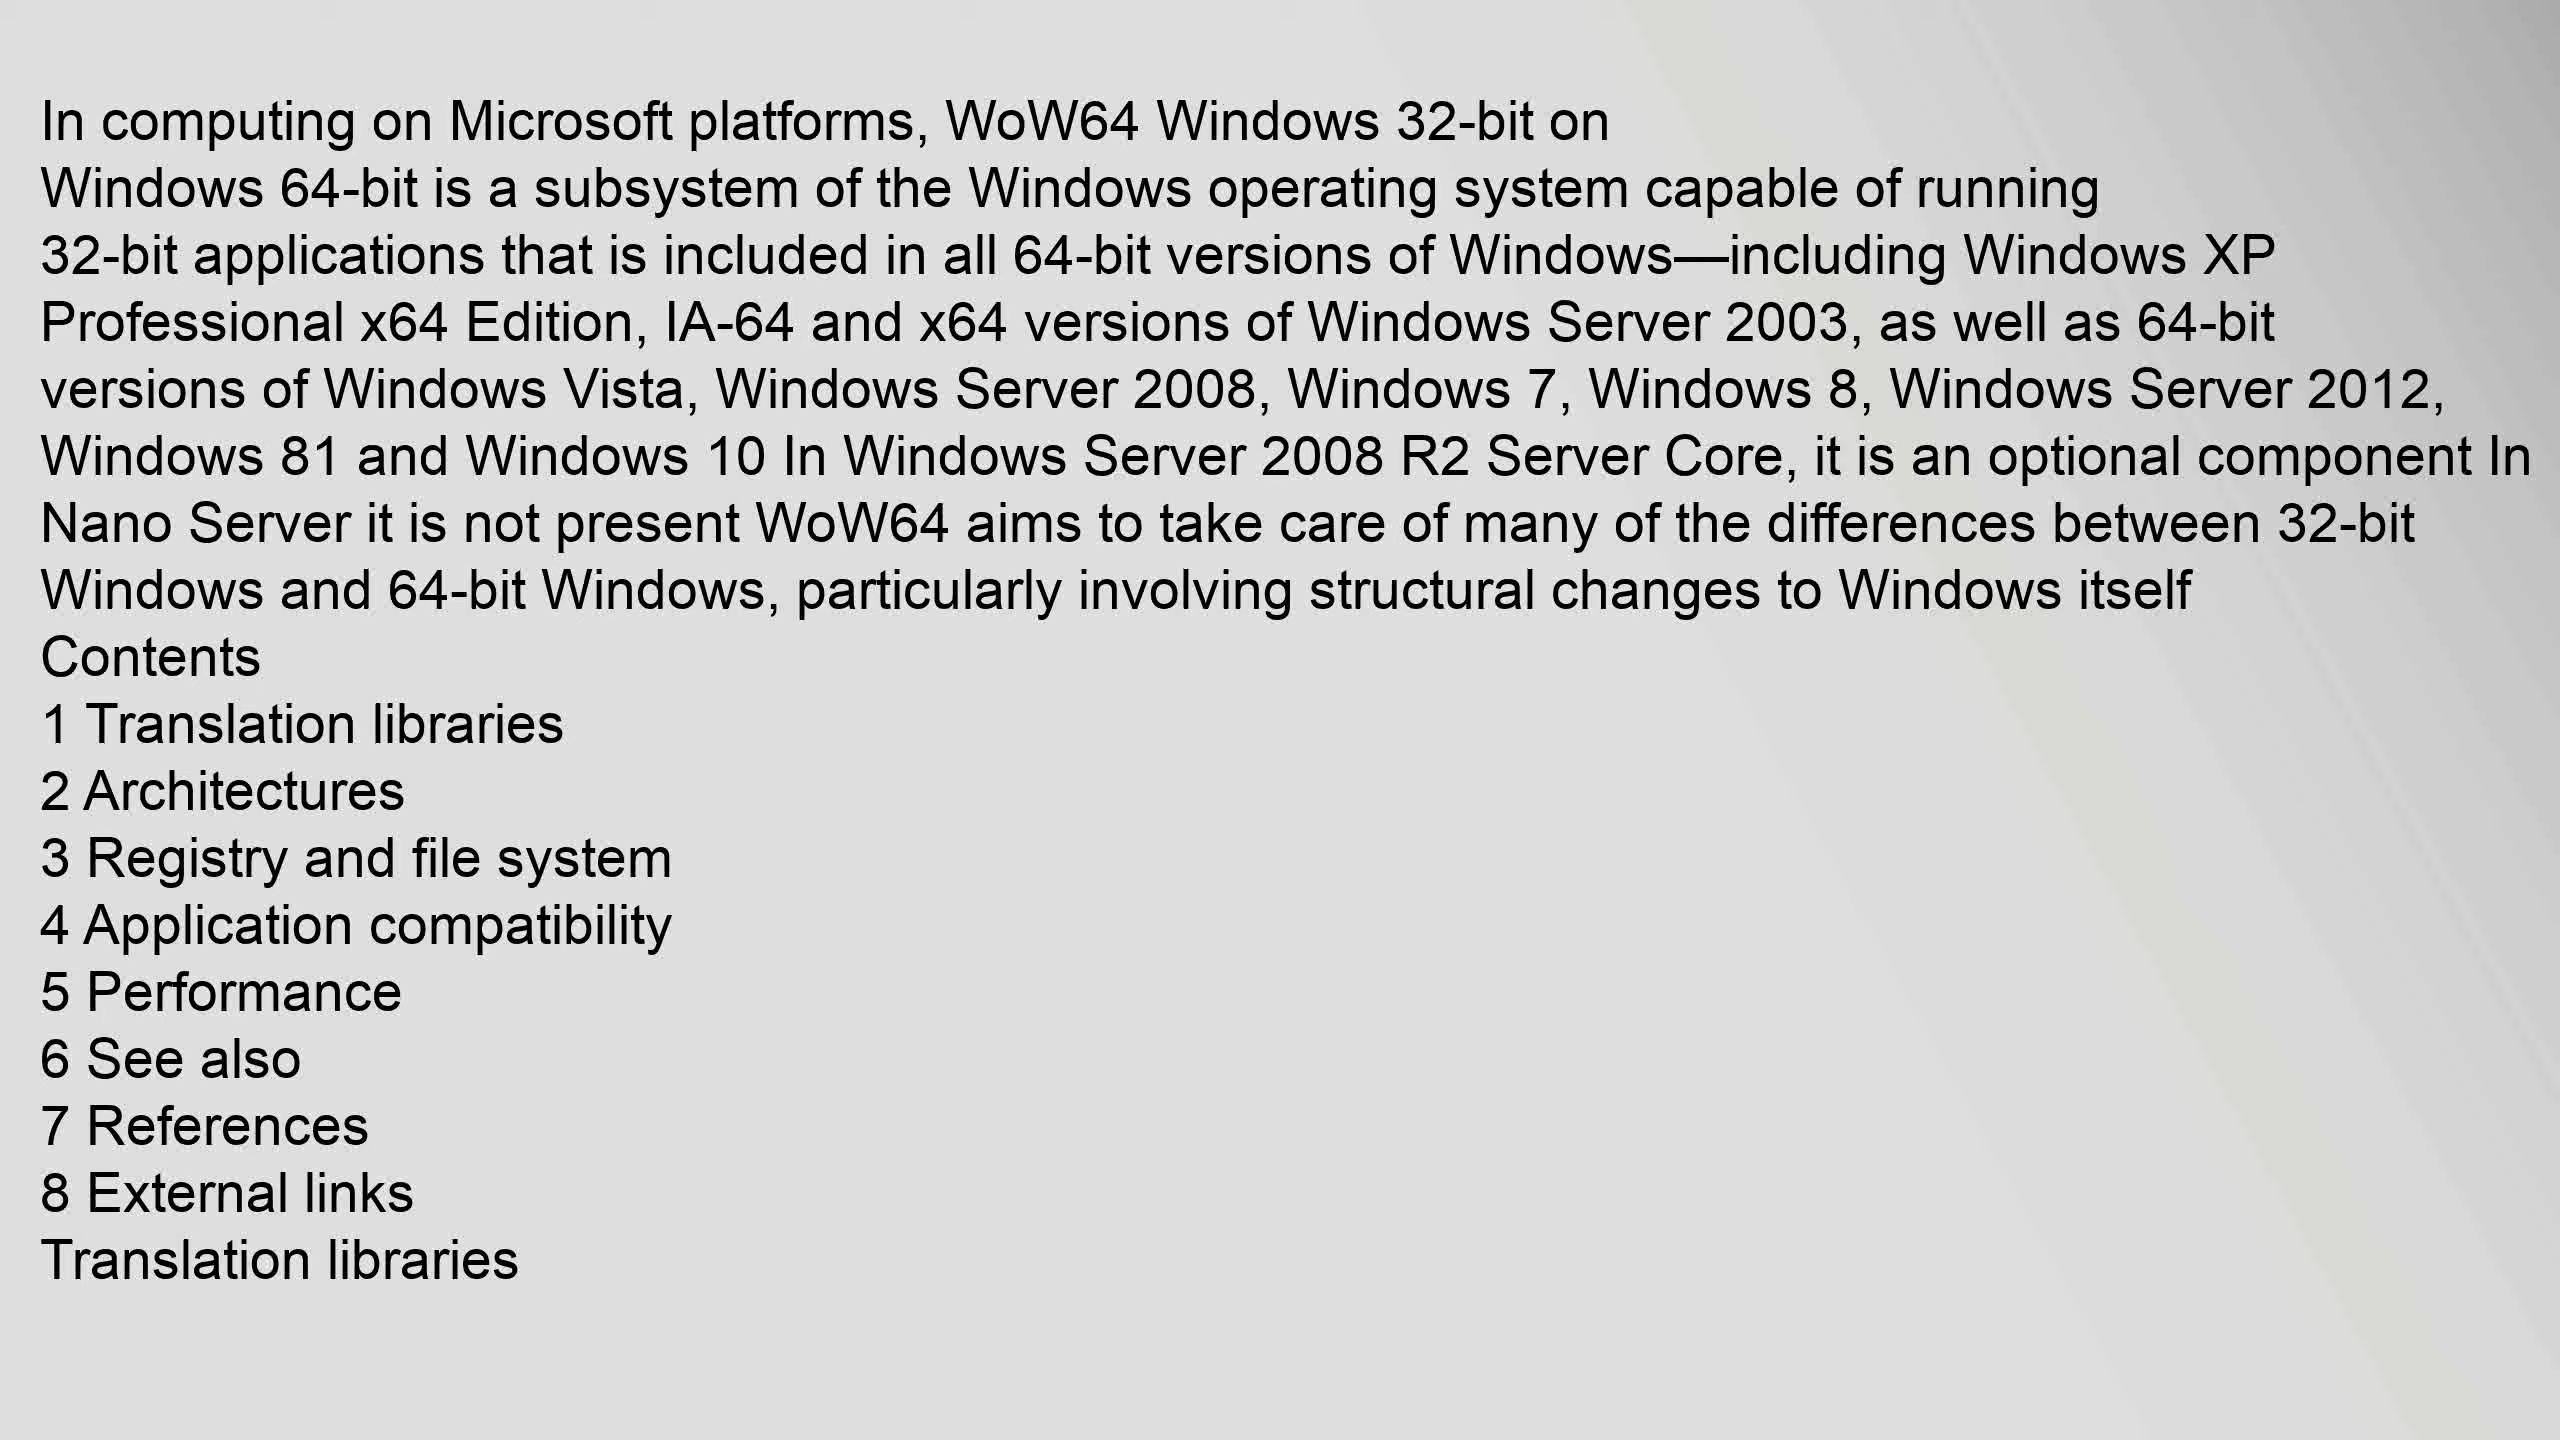 In computing on Microsoft platforms, WoW64 Windows 32-bit on
Windows 64-bit is a subsystem of the Windows operating system capable of running
32-bit applications that is included in all 64-bit versions of Windows—including Windows XP
Professional x64 Edition, IA-64 and x64 versions of Windows Server 2003, as well as 64-bit
versions of Windows Vista, Windows Server 2008, Windows 7, Windows 8, Windows Server 2012,
Windows 81 and Windows 10 In Windows Server 2008 R2 Server Core, it is an optional component In
Nano Server it is not present WoW64 aims to take care of many of the differences between 32-bit
Windows and 64-bit Windows, particularly involving structural changes to Windows itself
Contents
1 Translation libraries
2 Architectures
3 Registry and file system
4 Application compatibility
5 Performance
6 See also
7 References
8 External links
Translation libraries